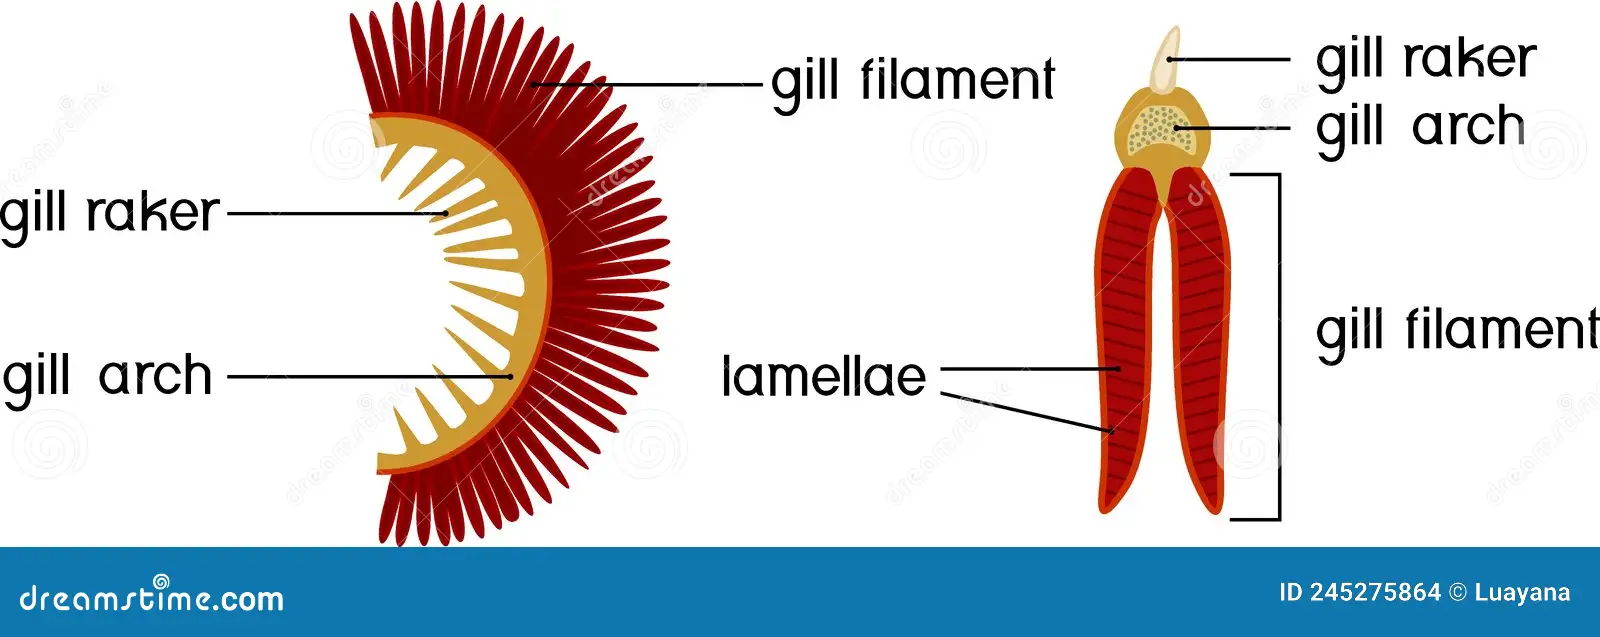 gill filament
gill raker
gill arch
gill raker
gill arch
lamellae
gill filament
dreamstime.com
ID 245275864 © Luayana